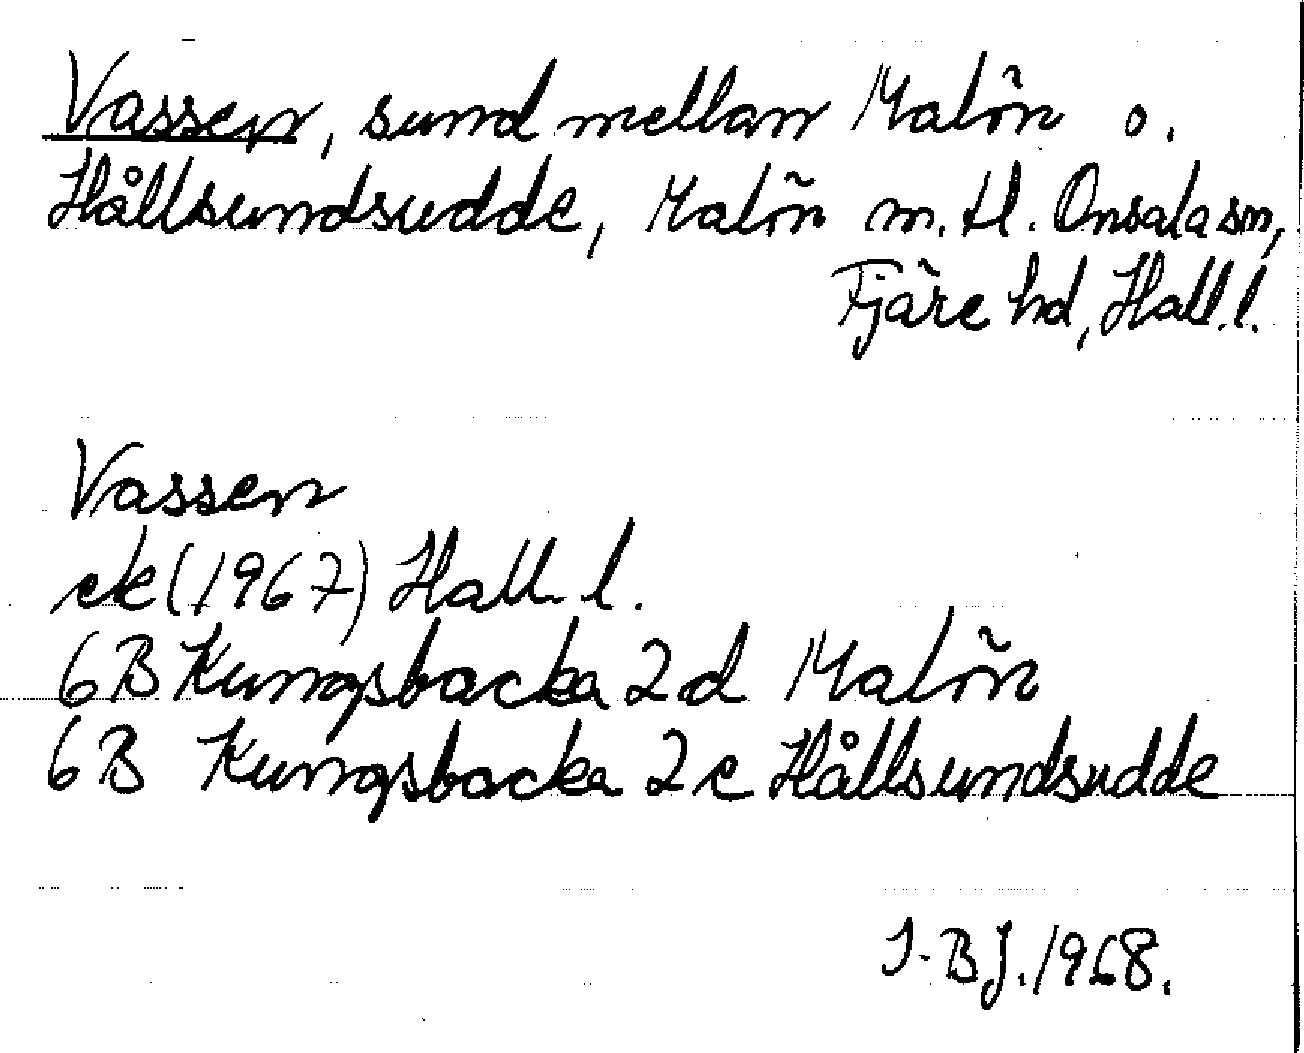 Vassen, sund mellan Malön o.
Hållsundsudde, Malön m. fl. Onsala sn,
Fjäre hd, Hall. l.
Vassen
ek (1967) Hall. l.
6B Kungsbacka 2d Malön
6B Kungsbacka 2c Hållsundsudde
I-BJ. 1968.